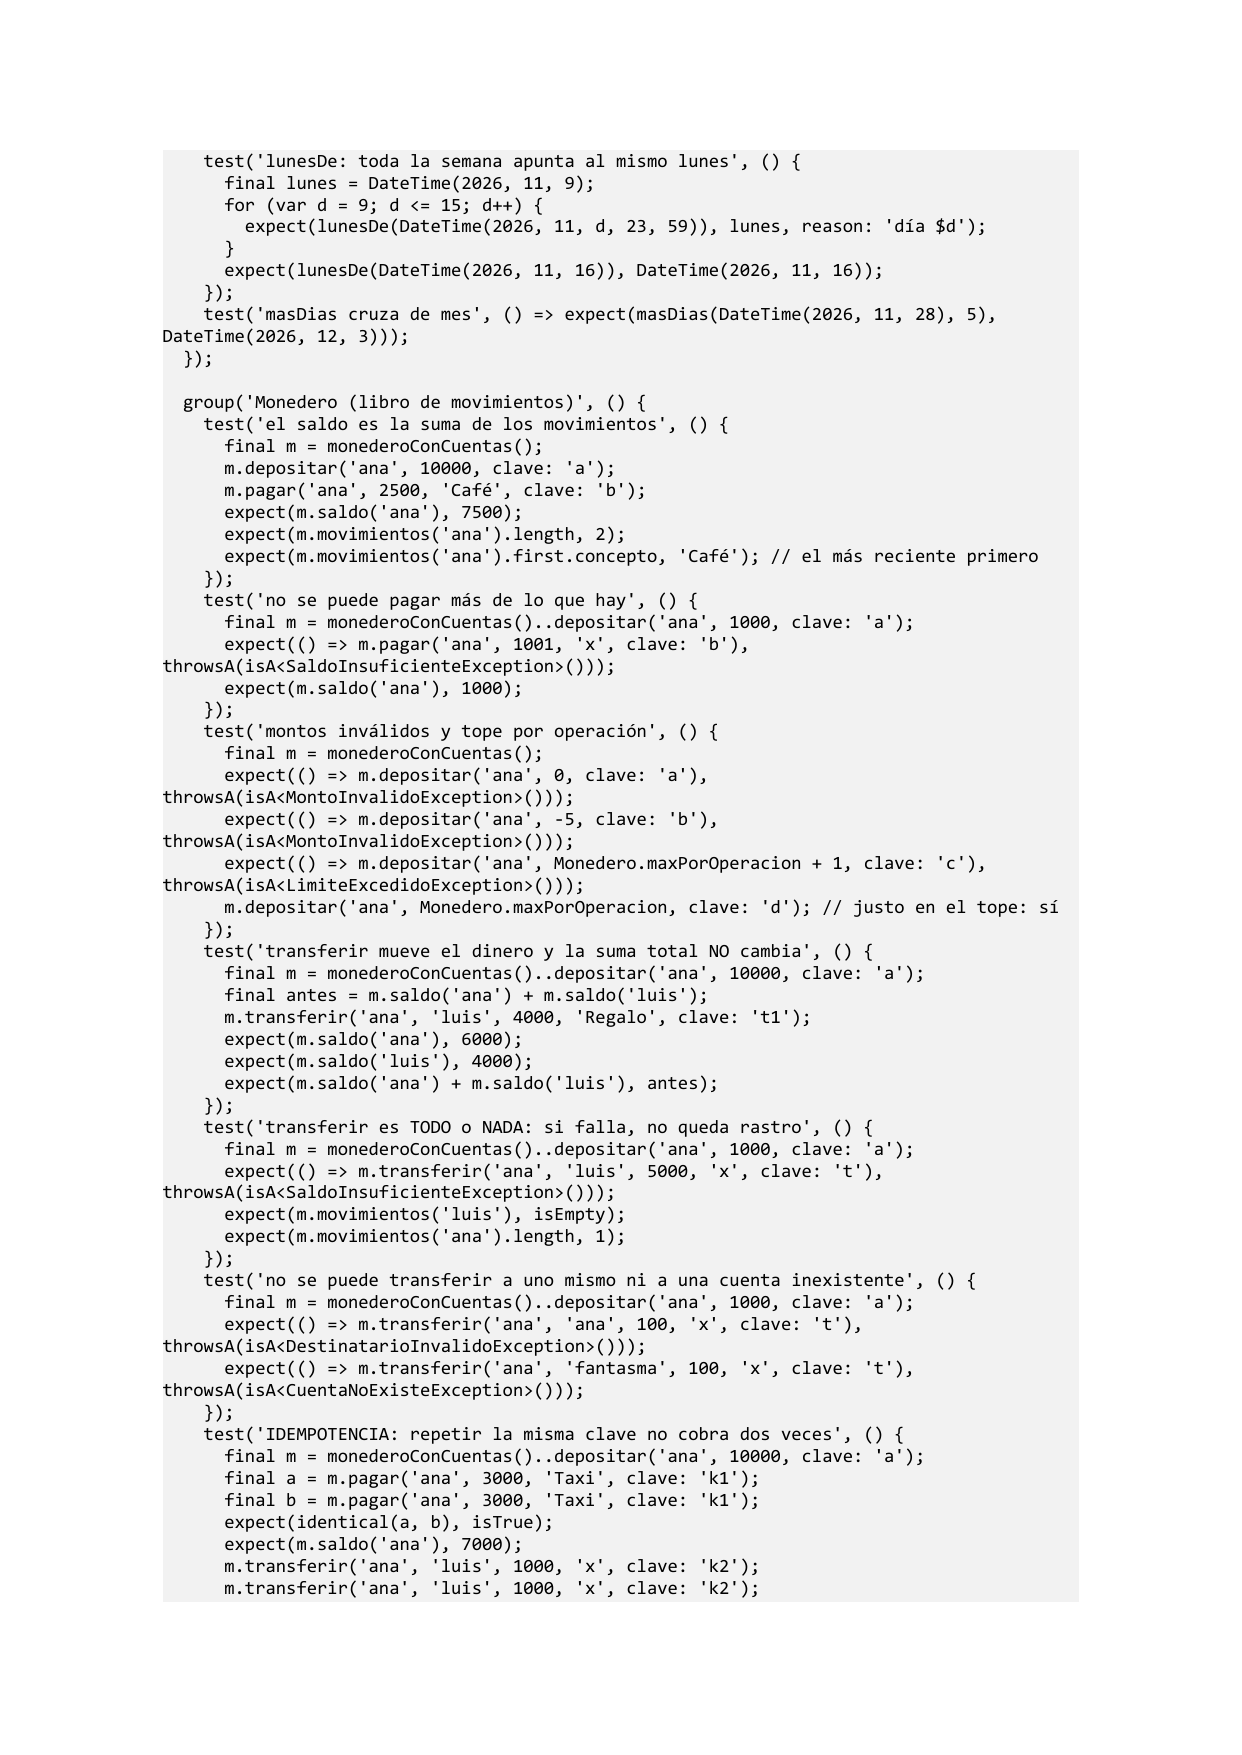 test('lunesDe: toda la semana apunta al mismo lunes', () {
      final lunes = DateTime(2026, 11, 9);
      for (var d = 9; d <= 15; d++) {
        expect(lunesDe(DateTime(2026, 11, d, 23, 59)), lunes, reason: 'día $d');
      }
      expect(lunesDe(DateTime(2026, 11, 16)), DateTime(2026, 11, 16));
    });
    test('masDias cruza de mes', () => expect(masDias(DateTime(2026, 11, 28), 5),
DateTime(2026, 12, 3)));
  });

  group('Monedero (libro de movimientos)', () {
    test('el saldo es la suma de los movimientos', () {
      final m = monederoConCuentas();
      m.depositar('ana', 10000, clave: 'a');
      m.pagar('ana', 2500, 'Café', clave: 'b');
      expect(m.saldo('ana'), 7500);
      expect(m.movimientos('ana').length, 2);
      expect(m.movimientos('ana').first.concepto, 'Café'); // el más reciente primero
    });
    test('no se puede pagar más de lo que hay', () {
      final m = monederoConCuentas()..depositar('ana', 1000, clave: 'a');
      expect(() => m.pagar('ana', 1001, 'x', clave: 'b'),
throwsA(isA<SaldoInsuficienteException>()));
      expect(m.saldo('ana'), 1000);
    });
    test('montos inválidos y tope por operación', () {
      final m = monederoConCuentas();
      expect(() => m.depositar('ana', 0, clave: 'a'),
throwsA(isA<MontoInvalidoException>()));
      expect(() => m.depositar('ana', -5, clave: 'b'),
throwsA(isA<MontoInvalidoException>()));
      expect(() => m.depositar('ana', Monedero.maxPorOperacion + 1, clave: 'c'),
throwsA(isA<LimiteExcedidoException>()));
      m.depositar('ana', Monedero.maxPorOperacion, clave: 'd'); // justo en el tope: sí
    });
    test('transferir mueve el dinero y la suma total NO cambia', () {
      final m = monederoConCuentas()..depositar('ana', 10000, clave: 'a');
      final antes = m.saldo('ana') + m.saldo('luis');
      m.transferir('ana', 'luis', 4000, 'Regalo', clave: 't1');
      expect(m.saldo('ana'), 6000);
      expect(m.saldo('luis'), 4000);
      expect(m.saldo('ana') + m.saldo('luis'), antes);
    });
    test('transferir es TODO o NADA: si falla, no queda rastro', () {
      final m = monederoConCuentas()..depositar('ana', 1000, clave: 'a');
      expect(() => m.transferir('ana', 'luis', 5000, 'x', clave: 't'),
throwsA(isA<SaldoInsuficienteException>()));
      expect(m.movimientos('luis'), isEmpty);
      expect(m.movimientos('ana').length, 1);
    });
    test('no se puede transferir a uno mismo ni a una cuenta inexistente', () {
      final m = monederoConCuentas()..depositar('ana', 1000, clave: 'a');
      expect(() => m.transferir('ana', 'ana', 100, 'x', clave: 't'),
throwsA(isA<DestinatarioInvalidoException>()));
      expect(() => m.transferir('ana', 'fantasma', 100, 'x', clave: 't'),
throwsA(isA<CuentaNoExisteException>()));
    });
    test('IDEMPOTENCIA: repetir la misma clave no cobra dos veces', () {
      final m = monederoConCuentas()..depositar('ana', 10000, clave: 'a');
      final a = m.pagar('ana', 3000, 'Taxi', clave: 'k1');
      final b = m.pagar('ana', 3000, 'Taxi', clave: 'k1');
      expect(identical(a, b), isTrue);
      expect(m.saldo('ana'), 7000);
      m.transferir('ana', 'luis', 1000, 'x', clave: 'k2');
      m.transferir('ana', 'luis', 1000, 'x', clave: 'k2');